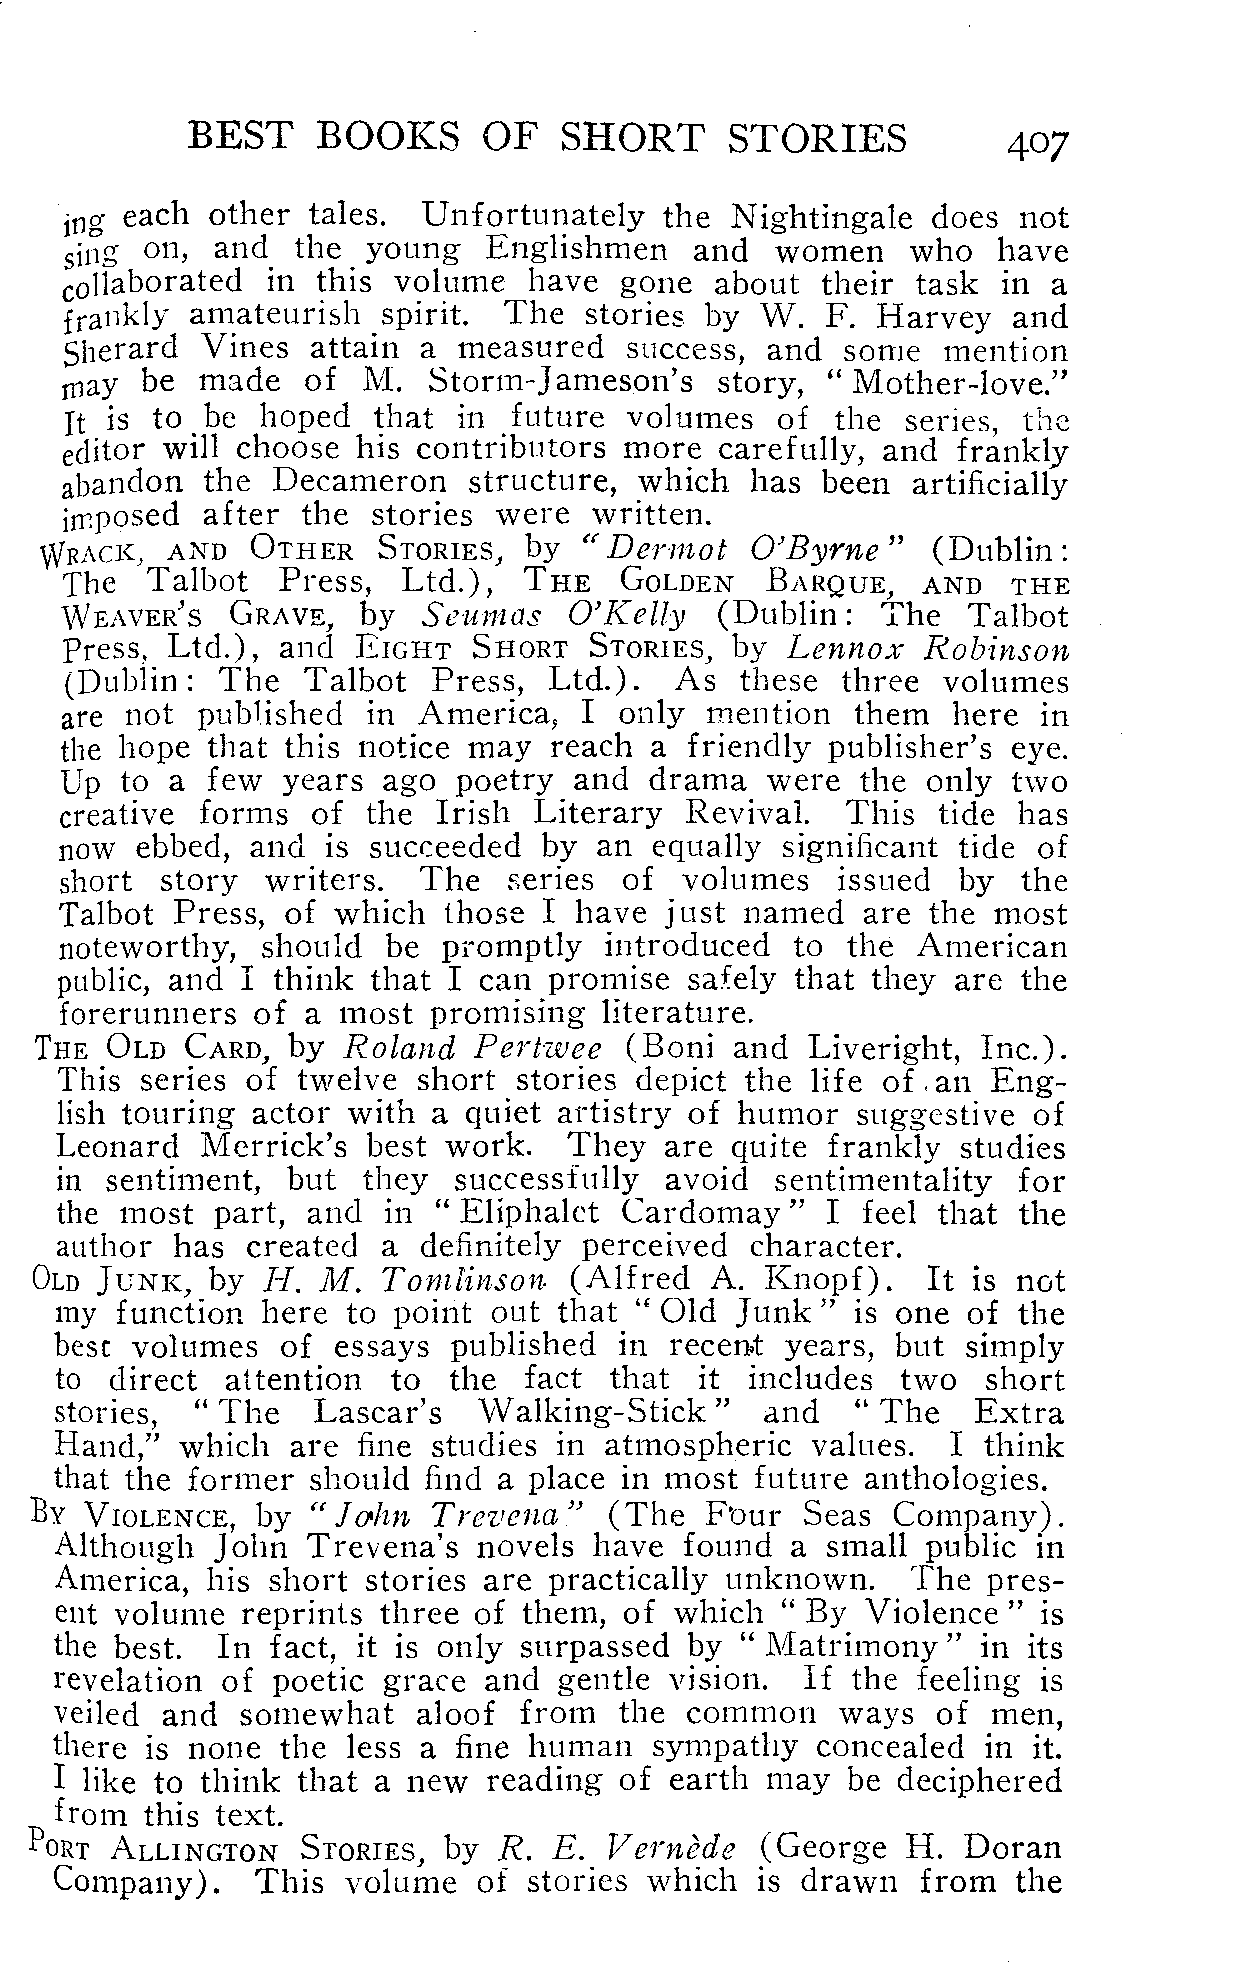 BEST BOOKS OF SHORT STORIES 407
ing each other tales. Unfortunately the Nightingale does not
sing on, and the young Englishmen and women who have
collaborated in this volume have gone about their task in a
frankly amateurish spirit. The stories by W. F. Harvey and
Sherard Vines attain a measured success, and some mention
may be made of M. Storm-Jameson's story, " Mother-love."
It is to be hoped that in future volumes of the series, the
editor will choose his contributors more carefully, and frankly
abandon the Decameron structure, which has been artificially
imposed after the stories were written.
WRACK, AND OTHER STORIES, by " Dermot O'Byrne " (Dublin:
The Talbot Press, Ltd.), THE GOLDEN BARQUE, AND THE
WEAVER'S GRAVE, by Seumas O'Kelly (Dublin: The Talbot
Press, Ltd.), and EIGHT SHORT STORIES, by Lennox Robinson
(Dublin: The Talbot Press, Ltd.). As these three volumes
are not published in America, I only mention them here in
the hope that this notice may reach a friendly publisher's eye.
Up to a few years ago poetry and drama were the only two
creative forms of the Irish Literary Revival. This tide has
now ebbed, and is succeeded by an equally significant tide of
short story writers. The series of volumes issued by the
Talbot Press, of which those I have just named are the most
noteworthy, should be promptly introduced to the American
public, and I think that I can promise safely that they are the
forerunners of a most promising literature.
THE OLD CARD, by Roland Pertwee (Boni and Liveright, Inc.).
This series of twelve short stories depict the life of an Eng-
lish touring actor with a quiet artistry of humor suggestive of
Leonard Merrick's best work. They are quite frankly studies
in sentiment, but they successfully avoid sentimentality for
the most part, and in " Eliphalet Cardomay " I feel that the
author has created a definitely perceived character.
OLD JUNK, by H. M. Tomlinson (Alfred A. Knopf). It is not
my function here to point out that " Old Junk " is one of the
best volumes of essays published in recent years, but simply
to direct attention to the fact that it includes two short
stories, " The Lascar's Walking-Stick " and " The Extra
Hand," which are fine studies in atmospheric values. I think
that the former should find a place in most future anthologies.
BY VIOLENCE, by " John Trevena " (The Four Seas Company).
Although John Trevena's novels have found a small public in
America, his short stories are practically unknown. The pres-
ent volume reprints three of them, of which " By Violence " is
the best. In fact, it is only surpassed by " Matrimony " in its
revelation of poetic grace and gentle vision. If the feeling is
veiled and somewhat aloof from the common ways of men,
there is none the less a fine human sympathy concealed in it.
I like to think that a new reading of earth may be deciphered
from this text.
PORT ALLINGTON STORIES, by R. E. Vernède (George H. Doran
Company). This volume of stories which is drawn from the